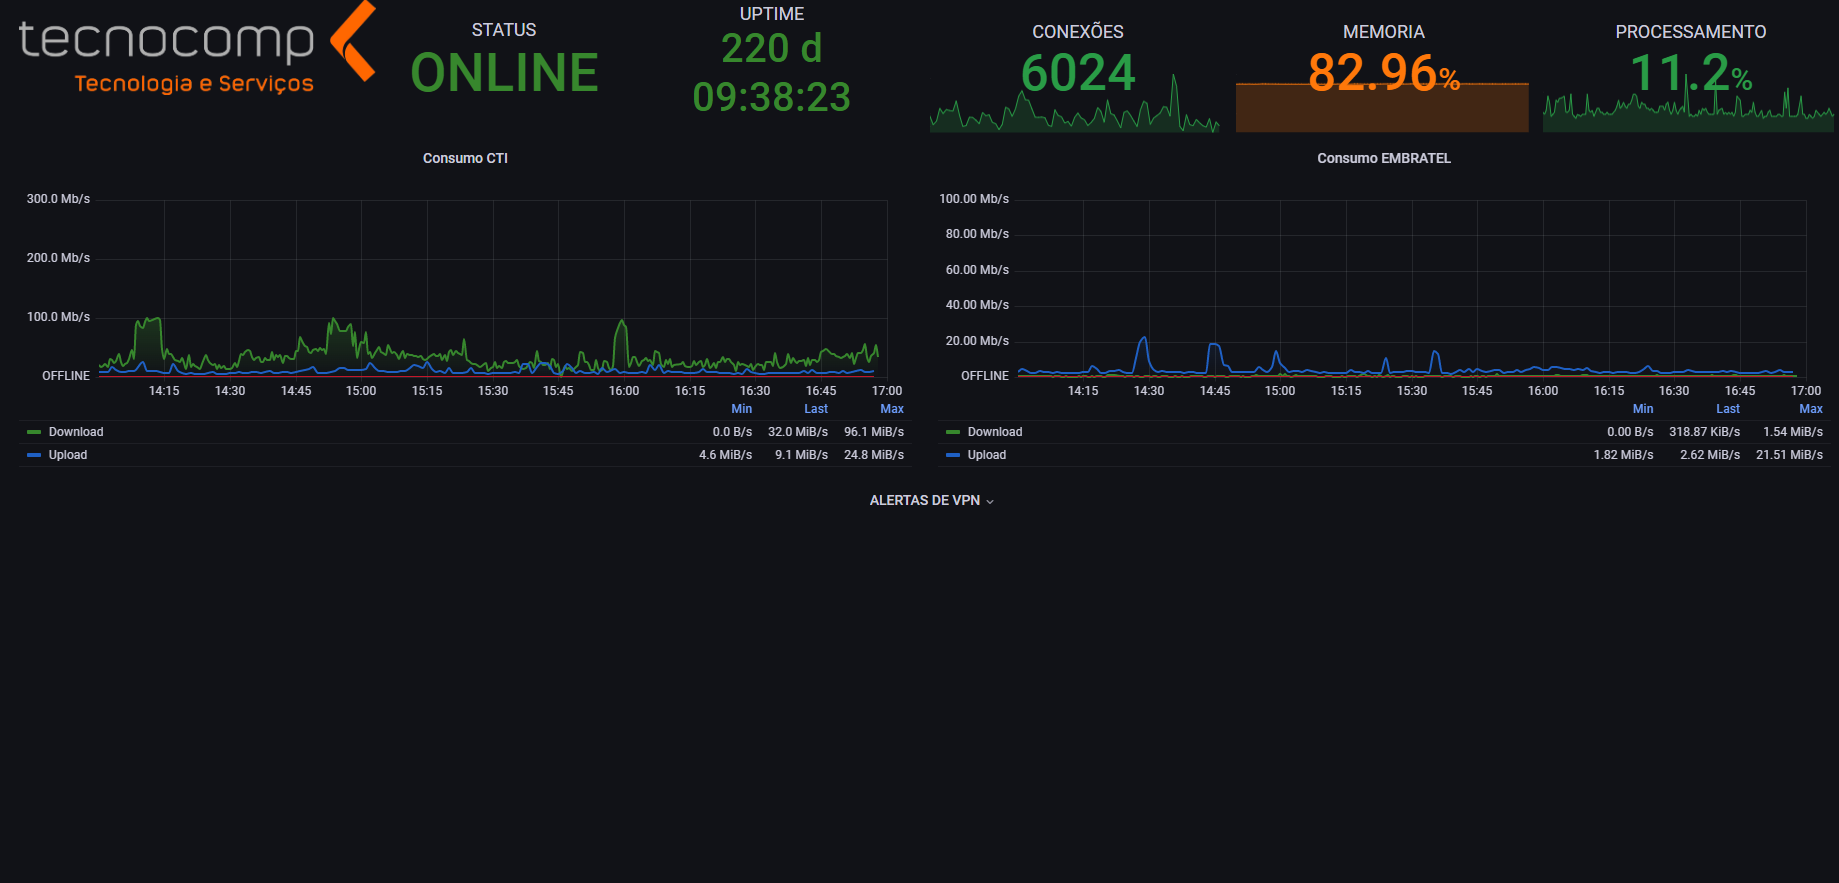 tecnocomp
Tecnologia e Serviços
STATUS
ONLINE
UPTIME
220 d
09:38:23
CONEXÕES
6024
MEMORIA
82.96%
PROCESSAMENTO
11.2%
Consumo CTI
300.0 Mb/s
200.0 Mb/s
100.0 Mb/s
OFFLINE
14:15 14:30 14:45 15:00 15:15 15:30 15:45 16:00 16:15 16:30 16:45 17:00
Min Last Max
Download 0.0 B/s 32.0 MiB/s 96.1 MiB/s
Upload 4.6 MiB/s 9.1 MiB/s 24.8 MiB/s
Consumo EMBRATEL
100.00 Mb/s
80.00 Mb/s
60.00 Mb/s
40.00 Mb/s
20.00 Mb/s
OFFLINE
14:15 14:30 14:45 15:00 15:15 15:30 15:45 16:00 16:15 16:30 16:45 17:00
Min Last Max
Download 0.00 B/s 318.87 KiB/s 1.54 MiB/s
Upload 1.82 MiB/s 2.62 MiB/s 21.51 MiB/s
ALERTAS DE VPN